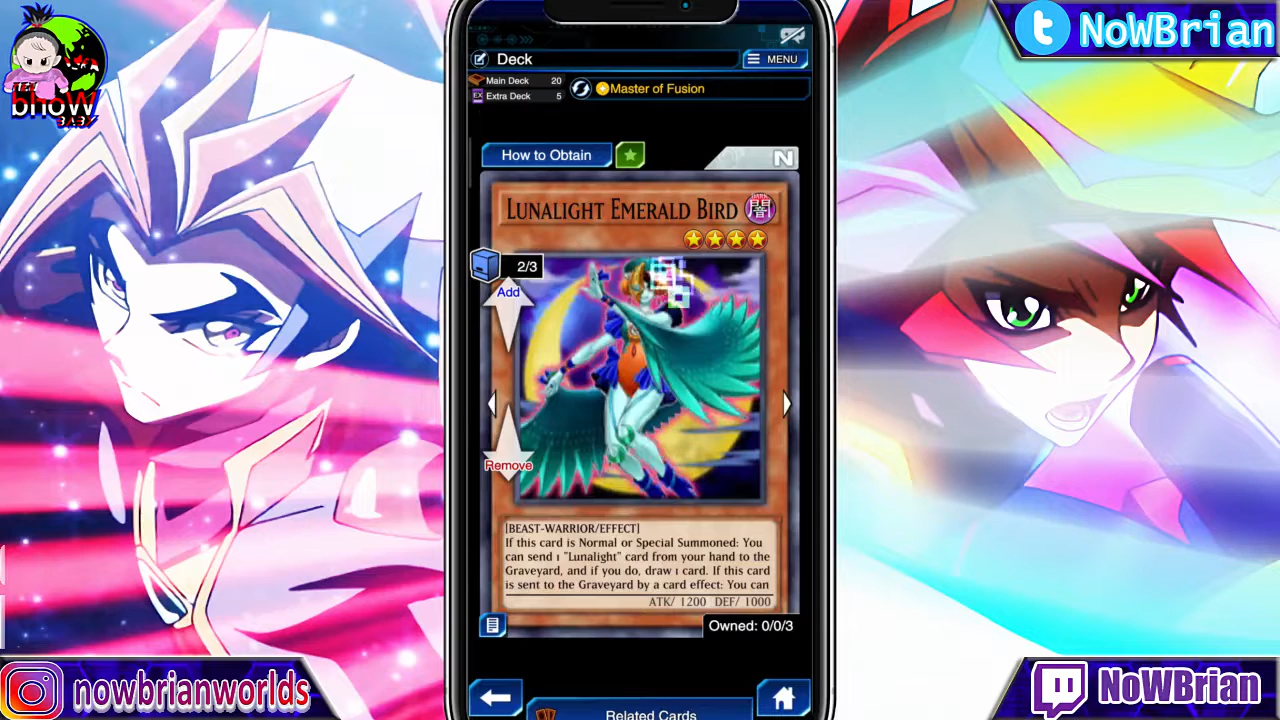 bhoW
BABY
NoWBrian
Deck
MENU
Main Deck 20
EX Extra Deck 5
Master of Fusion
How to Obtain
N
LUNALIGHT EMERALD BIRD 闇
2/3
Add
Remove
[BEAST-WARRIOR/EFFECT]
If this card is Normal or Special Summoned: You
can send 1 "Lunalight" card from your hand to the
Graveyard, and if you do, draw 1 card. If this card
is sent to the Graveyard by a card effect: You can
ATK/ 1200 DEF/ 1000
Owned: 0/0/3
Related Cards
nowbrianworlds
NoWBrian